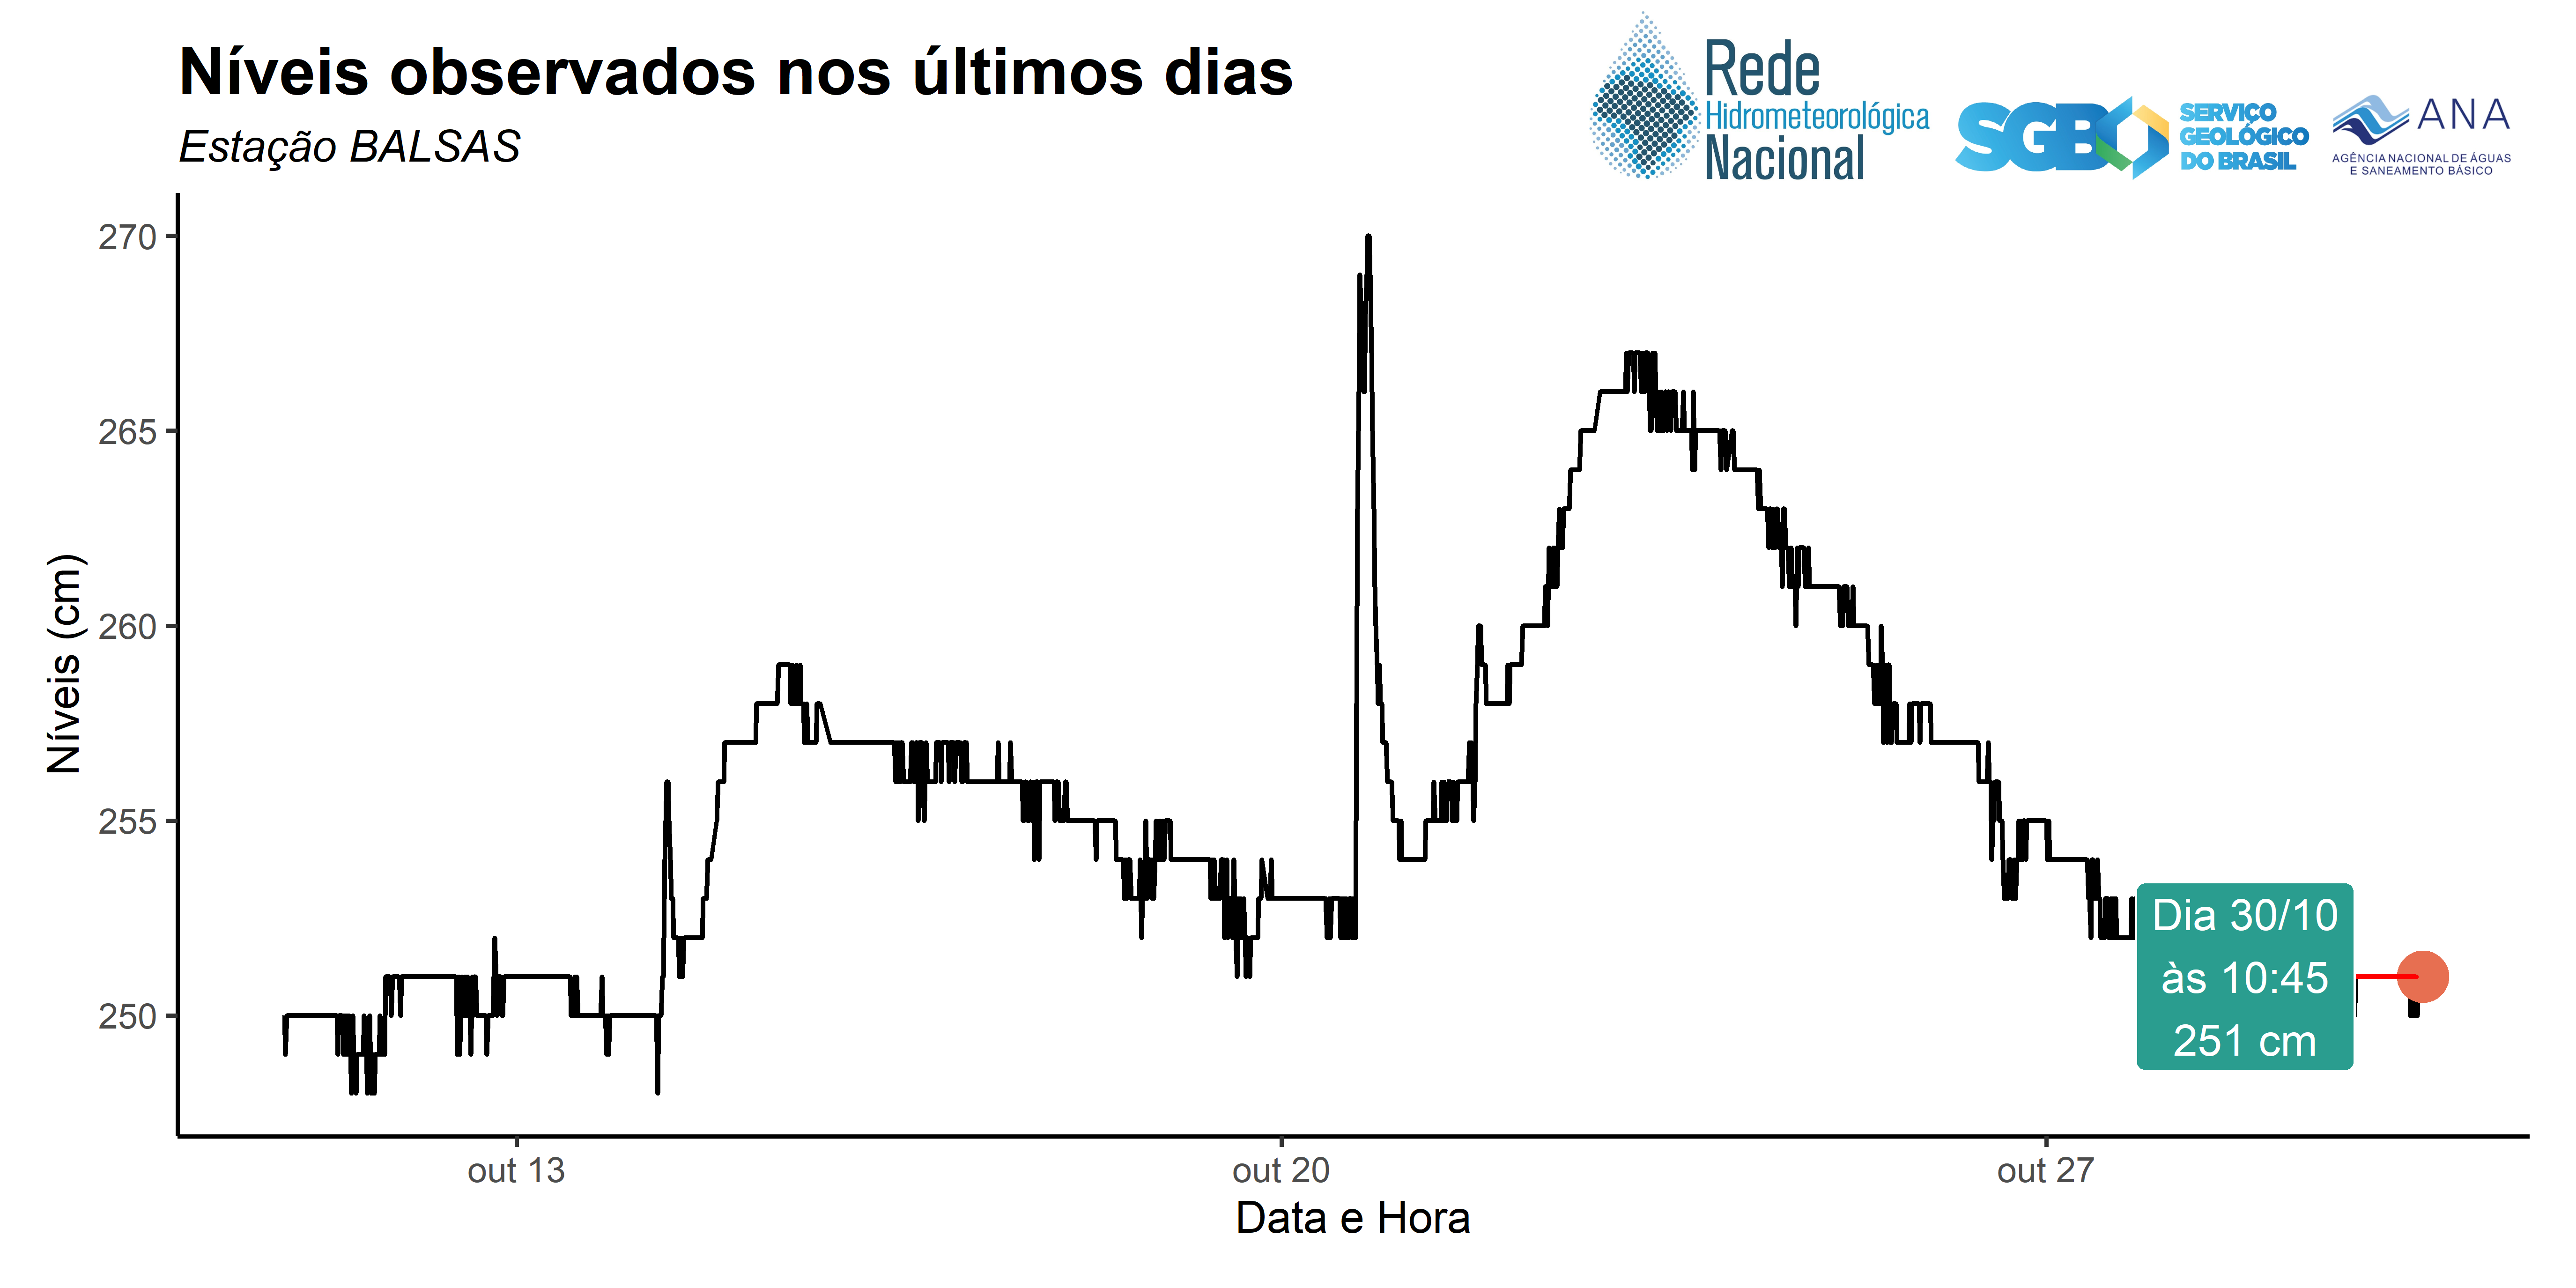 Níveis observados nos últimos dias
Estação BALSAS
Rede
Hidrometeorológica
Nacional
SGB
SERVIÇO
GEOLÓGICO
DO BRASIL
ANA
AGÊNCIA NACIONAL DE ÁGUAS
E SANEAMENTO BÁSICO
Níveis (cm)
270
265
260
255
250
Dia 30/10
às 10:45
251 cm
out 13
out 20
out 27
Data e Hora